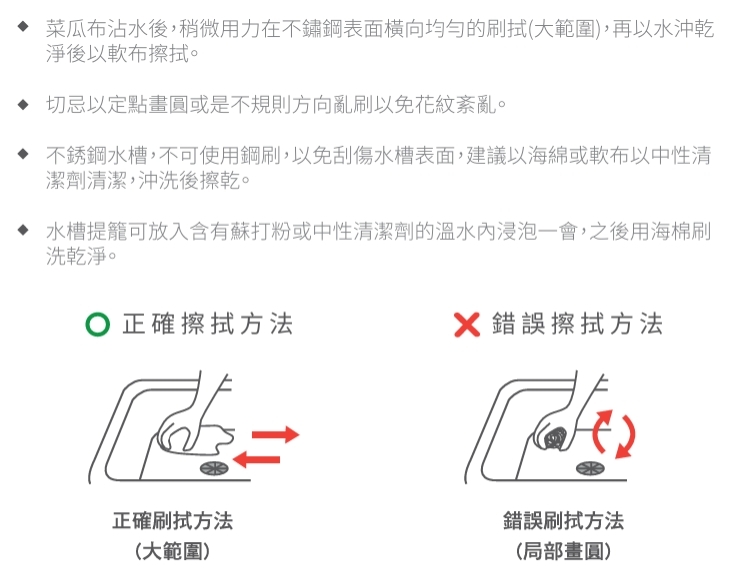 ◆ 菜瓜布沾水後,稍微用力在不鏽鋼表面橫向均勻的刷拭(大範圍),再以水沖乾
淨後以軟布擦拭。
◆ 切忌以定點畫圓或是不規則方向亂刷以免花紋紊亂。
◆ 不銹鋼水槽,不可使用鋼刷,以免刮傷水槽表面,建議以海綿或軟布以中性清
潔劑清潔,沖洗後擦乾。
◆ 水槽提籠可放入含有蘇打粉或中性清潔劑的溫水內浸泡一會,之後用海棉刷
洗乾淨。
正確擦拭方法
錯誤擦拭方法
正確刷拭方法
(大範圍)
錯誤刷拭方法
(局部畫圓)